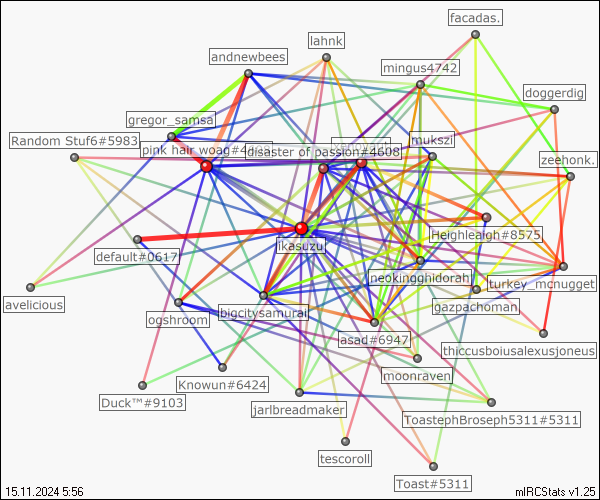 facadas.
lahnk
andnewbees
mingus4742
doggerdig
gregor_samsa
Random Stuf6#5983
pink hair woag#4
disaster of passion#4608
mukszi
zeehonk.
Heighleaigh#8575
ikasuzu
default#0617
neokingghidorah
turkey_mcnugget
avelicious
ogshroom
bigcitysamurai
gazpachoman
asad#6947
thiccusboiusalexusjoneus
moonraven
Knowun#6424
Duck™#9103
jarlbreadmaker
ToastephBroseph5311#5311
tescoroll
Toast#5311
15.11.2024 5:56
mIRCStats v1.25